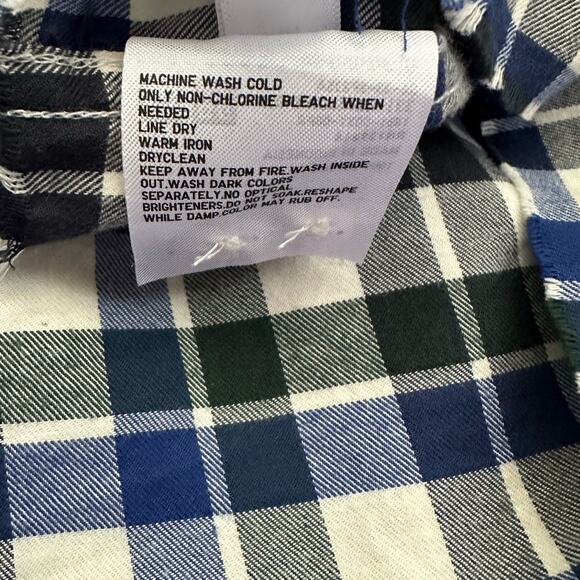 MACHINE WASH COLD
ONLY NON-CHLORINE BLEACH WHEN
NEEDED
LINE DRY
WARM IRON
DRYCLEAN
KEEP AWAY FROM FIRE.WASH INSIDE
OUT.WASH DARK COLORS
SEPARATELY.NO OPTICAL
BRIGHTENERS.DO NOT SOAK.RESHAPE
WHILE DAMP.COLOR MAY RUB OFF.